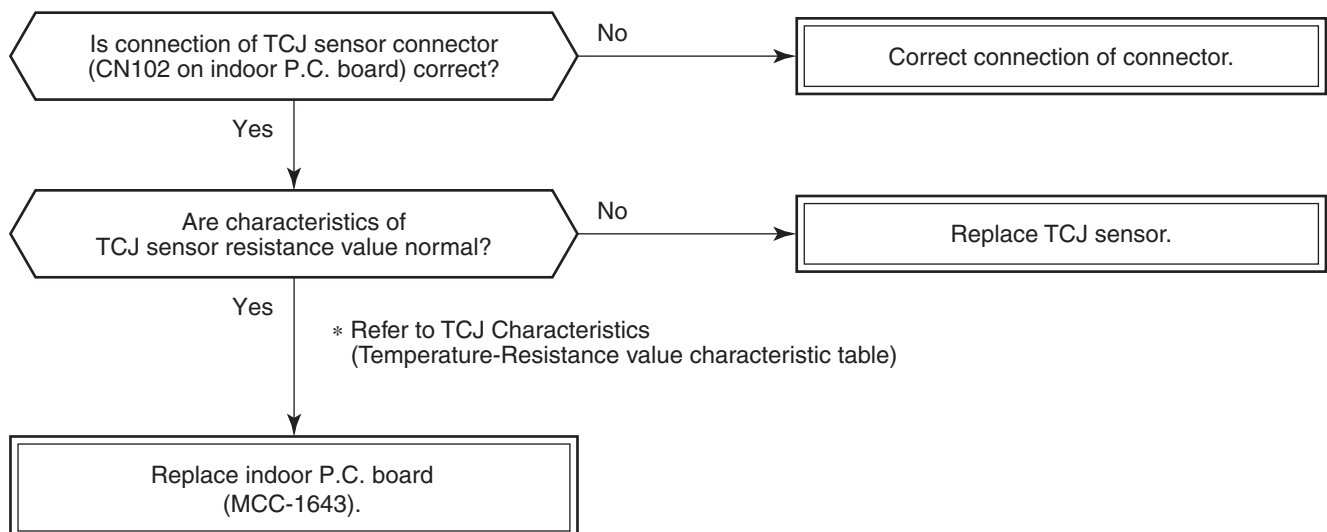 Is connection of TCJ sensor connector
(CN102 on indoor P.C. board) correct?
No
Correct connection of connector.
Yes
Are characteristics of
TCJ sensor resistance value normal?
No
Replace TCJ sensor.
Yes
* Refer to TCJ Characteristics
(Temperature-Resistance value characteristic table)
Replace indoor P.C. board
(MCC-1643).